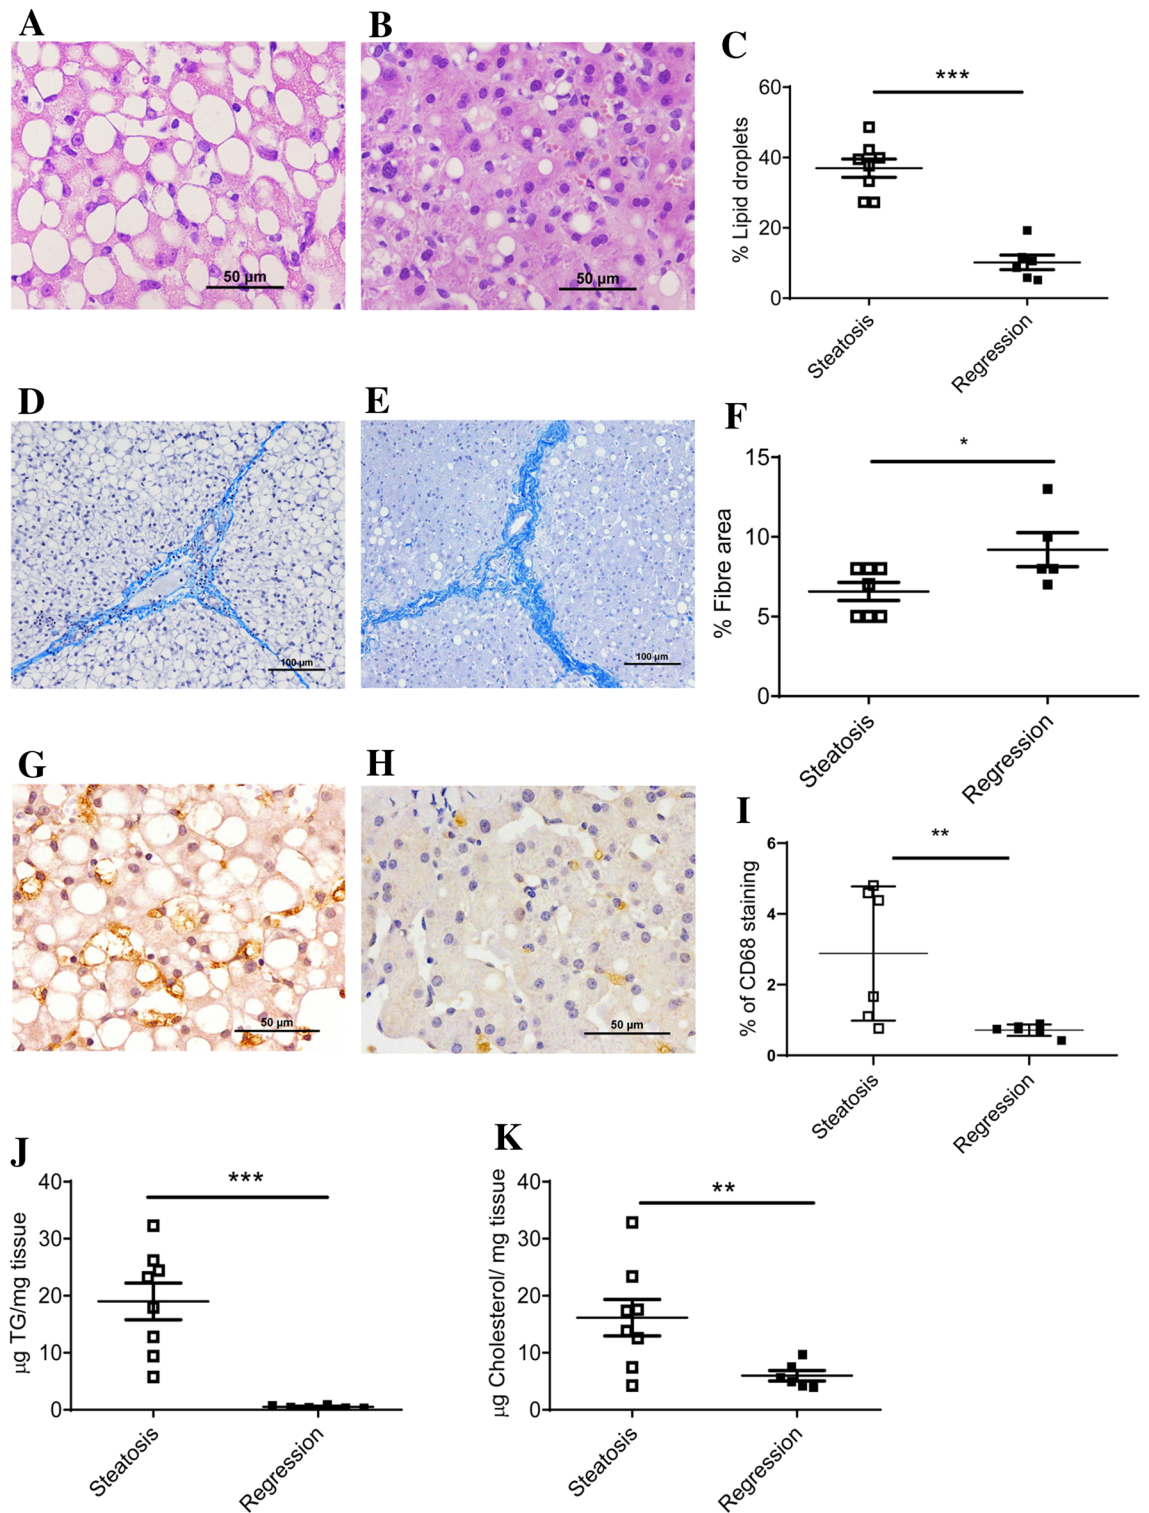 A
B
50 µm
50 µm
C
***
60
40
20
0
% Lipid droplets
Steatosis
Regression
D
E
100 µm
100 µm
F
*
15
10
5
0
% Fibre area
Steatosis
Regression
G
H
50 µm
50 µm
I
**
6
4
2
0
% of CD68 staining
Steatosis
Regression
J
***
40
30
20
10
0
µg TG/mg tissue
Steatosis
Regression
K
**
40
30
20
10
0
µg Cholesterol/ mg tissue
Steatosis
Regression